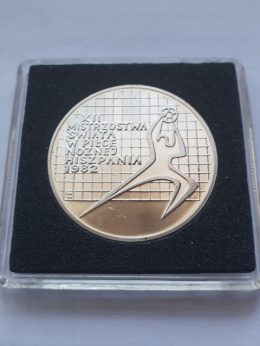 XII
MISTRZOSTWA
ŚWIATA
W PIŁCE
NOŻNEJ
HISZPANIA
1982